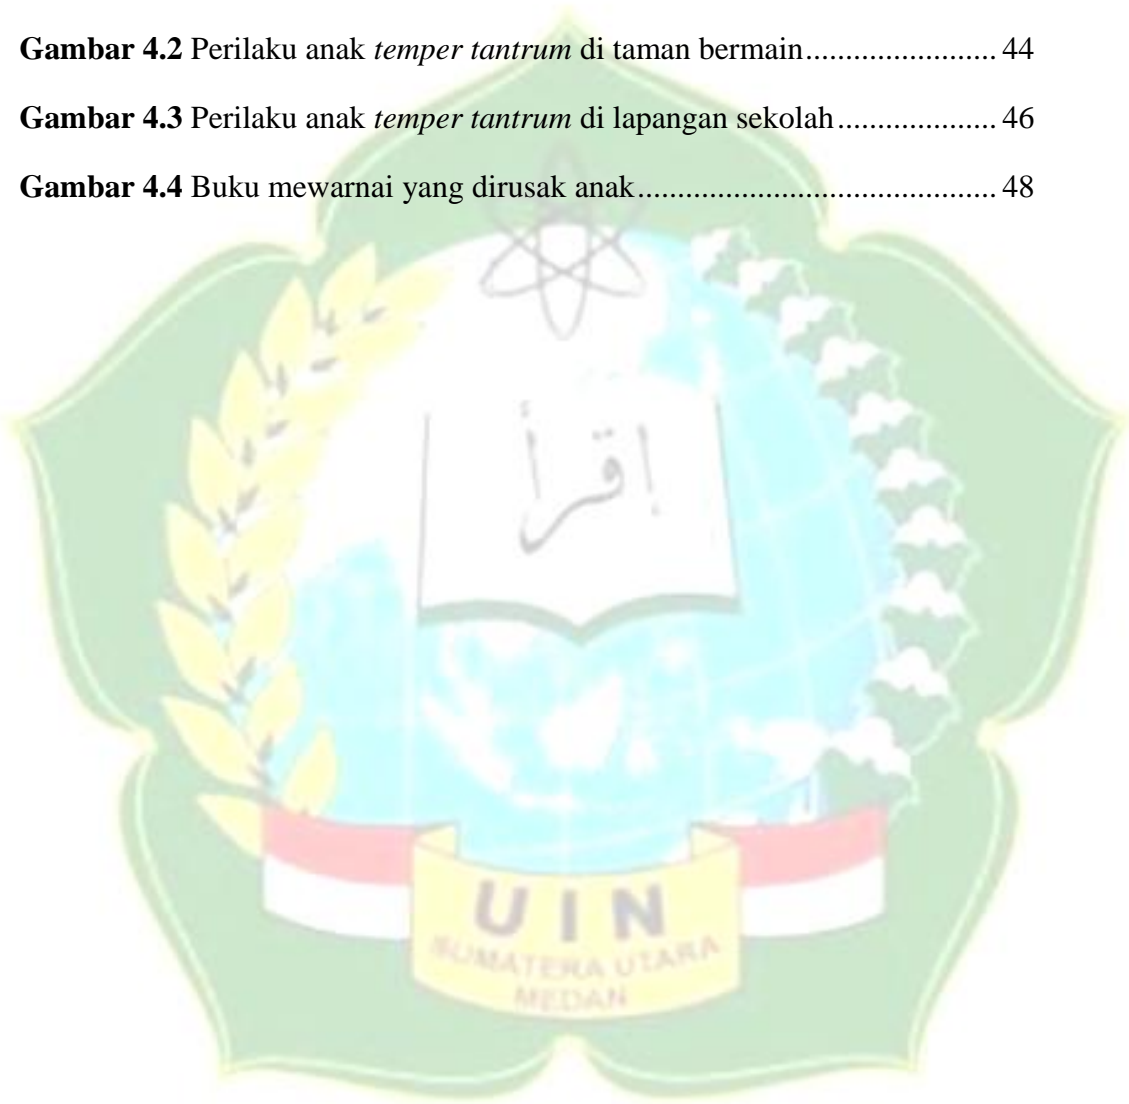 Gambar 4.2 Perilaku anak temper tantrum di taman bermain........................ 44
Gambar 4.3 Perilaku anak temper tantrum di lapangan sekolah.................... 46
Gambar 4.4 Buku mewarnai yang dirusak anak............................................. 48
اقرأ
UIN
SUMATERA UTARA
MEDAN